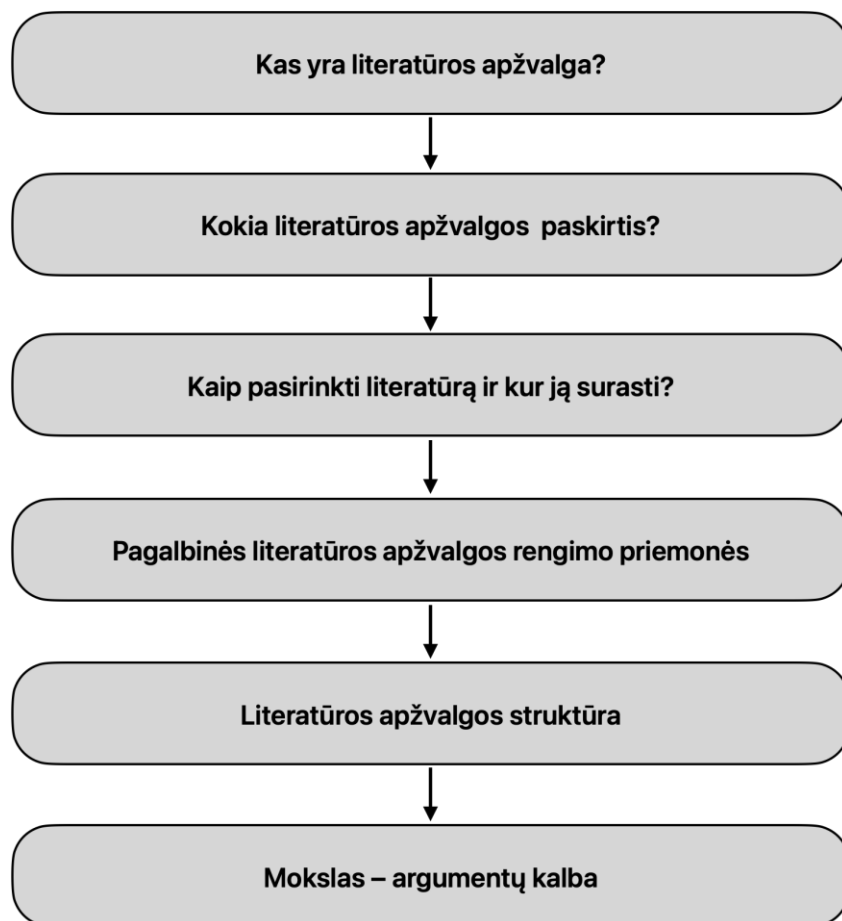 Kas yra literatūros apžvalga?
Kokia literatūros apžvalgos paskirtis?
Kaip pasirinkti literatūrą ir kur ją surasti?
Pagalbinės literatūros apžvalgos rengimo priemonės
Literatūros apžvalgos struktūra
Mokslas – argumentų kalba